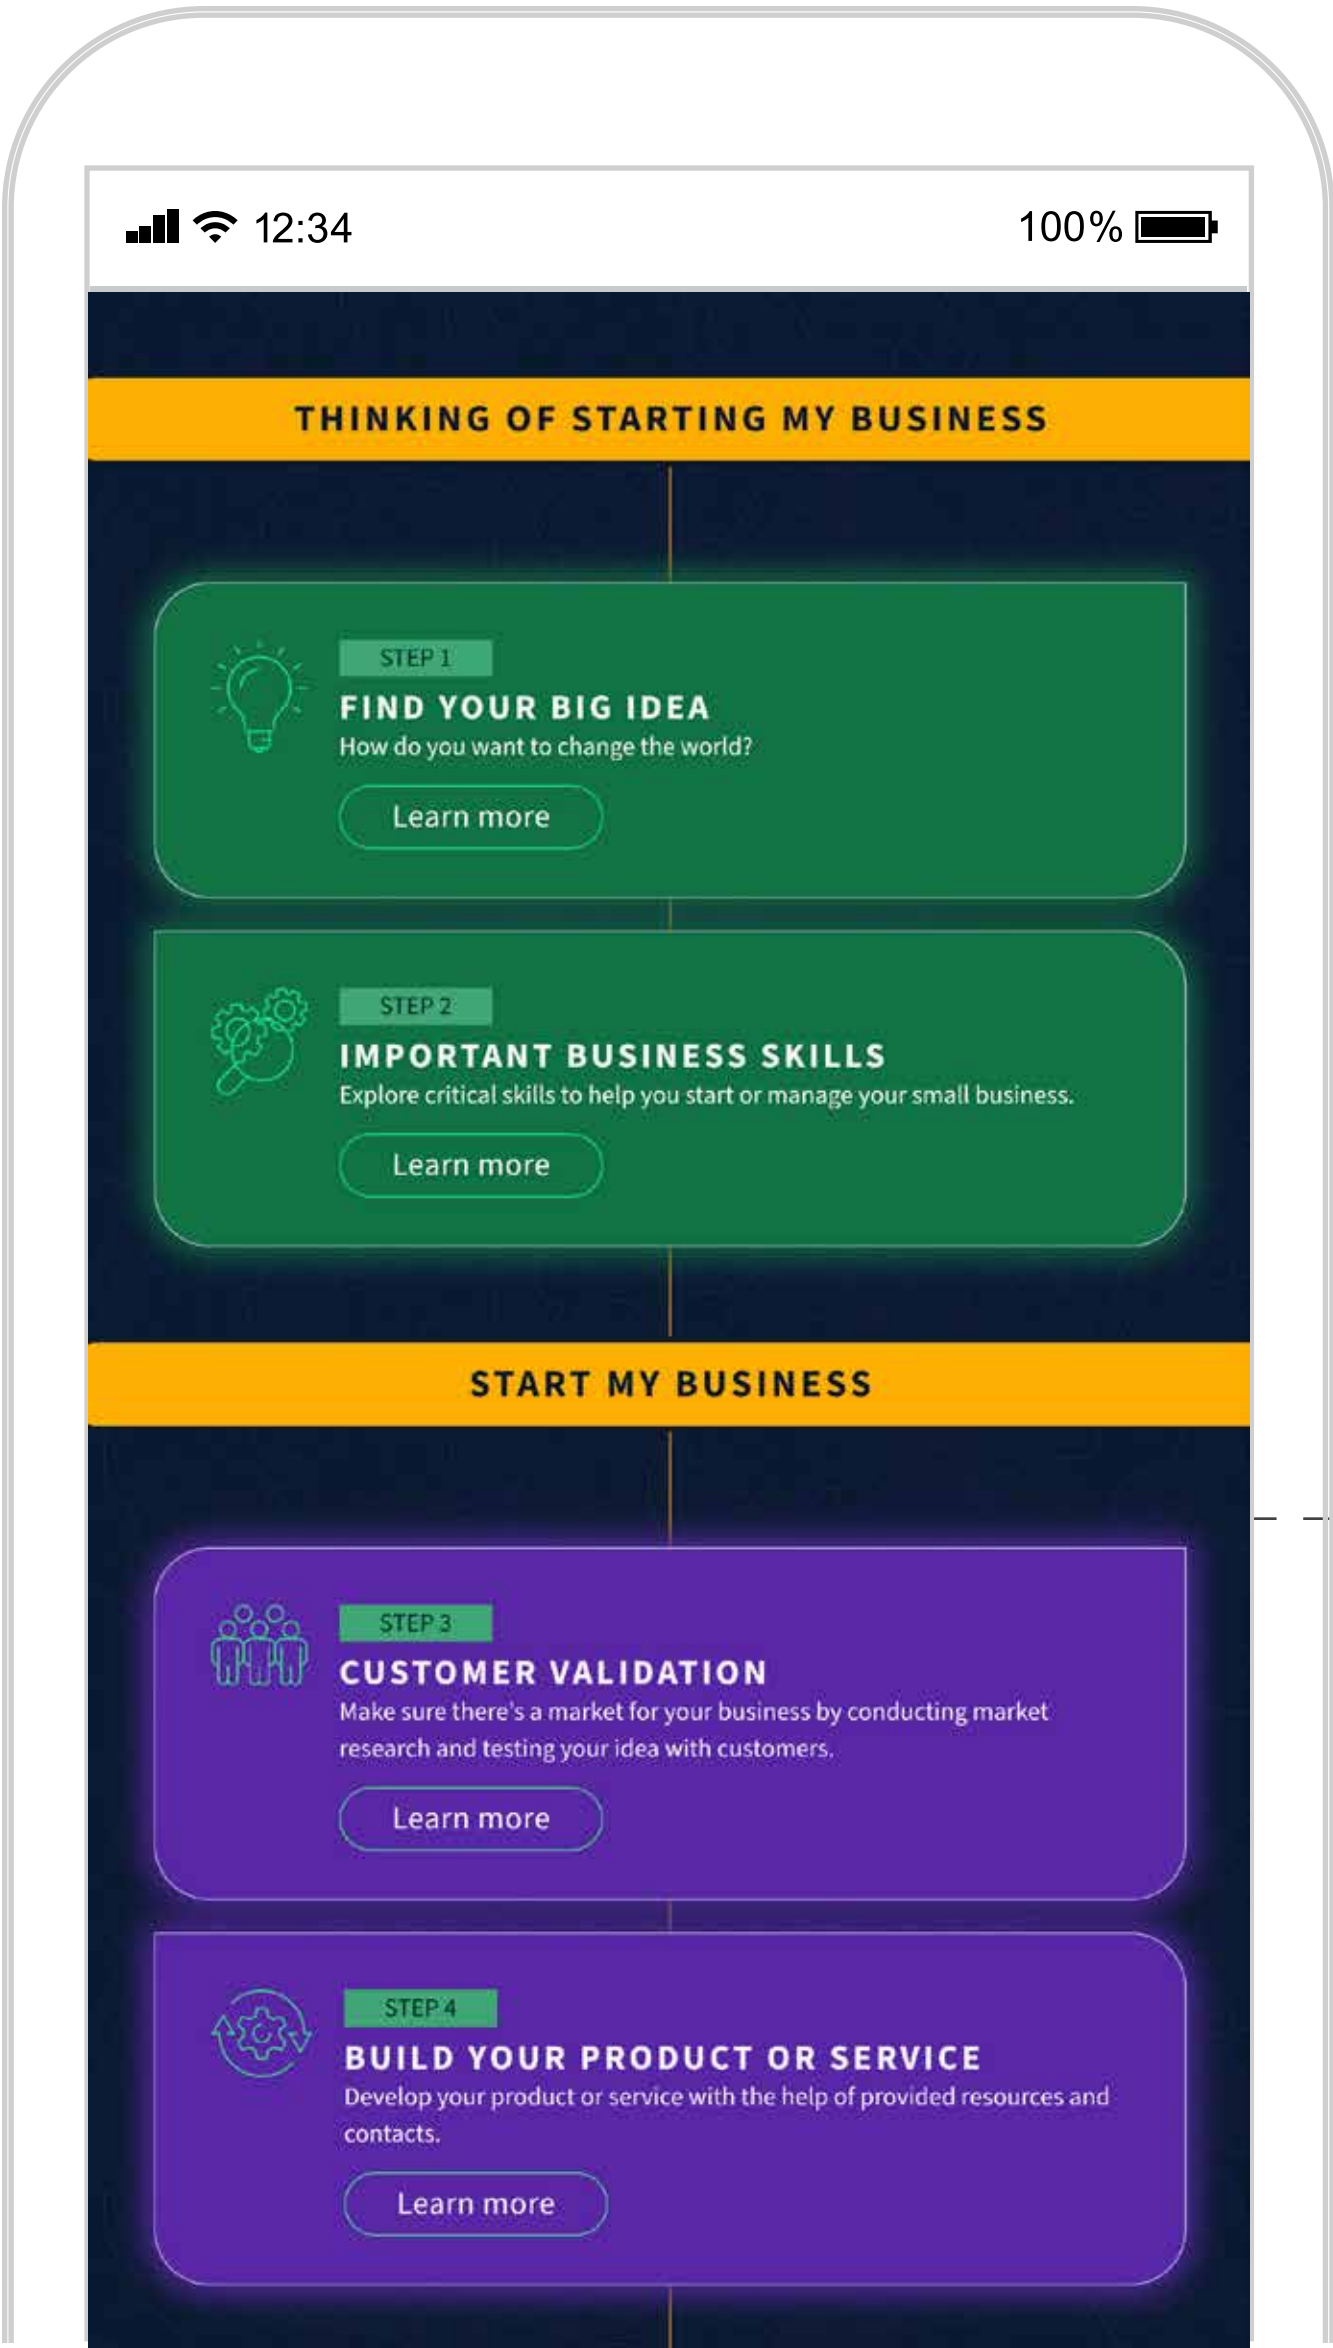 12:34 100%
THINKING OF STARTING MY BUSINESS
STEP 1
FIND YOUR BIG IDEA
How do you want to change the world?
Learn more
STEP 2
IMPORTANT BUSINESS SKILLS
Explore critical skills to help you start or manage your small business.
Learn more
START MY BUSINESS
STEP 3
CUSTOMER VALIDATION
Make sure there's a market for your business by conducting market
research and testing your idea with customers.
Learn more
STEP 4
BUILD YOUR PRODUCT OR SERVICE
Develop your product or service with the help of provided resources and
contacts.
Learn more